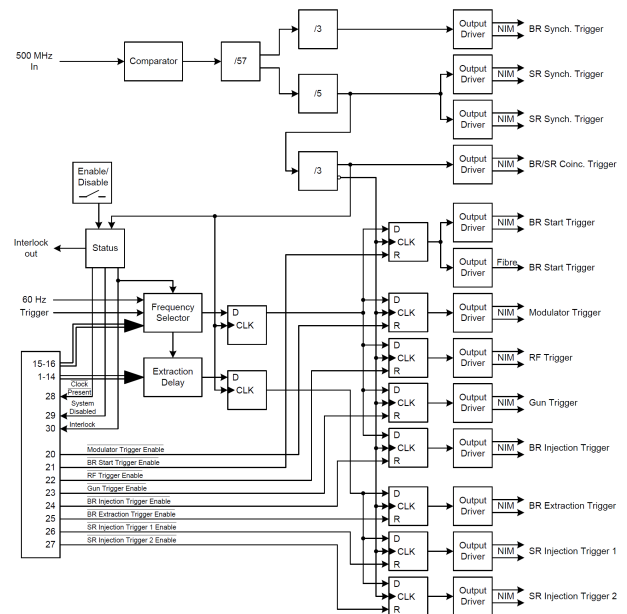 500 MHz
In
Comparator
/57
/3
/5
/3
Output
Driver
NIM
BR Synch. Trigger
Output
Driver
NIM
SR Synch. Trigger
Output
Driver
NIM
SR Synch. Trigger
Output
Driver
NIM
BR/SR Coinc. Trigger
Enable/
Disable
Interlock
out
Status
D
CLK
R
Output
Driver
NIM
BR Start Trigger
Output
Driver
Fibre
BR Start Trigger
60 Hz
Trigger
Frequency
Selector
D
CLK
D
CLK
R
Output
Driver
NIM
Modulator Trigger
Extraction
Delay
D
CLK
D
CLK
R
Output
Driver
NIM
RF Trigger
D
CLK
R
Output
Driver
NIM
Gun Trigger
D
CLK
R
Output
Driver
NIM
BR Injection Trigger
D
CLK
R
Output
Driver
NIM
BR Extraction Trigger
D
CLK
R
Output
Driver
NIM
SR Injection Trigger 1
D
CLK
R
Output
Driver
NIM
SR Injection Trigger 2
15-16
1-14
28
Clock
Present
29
System
Disabled
30
Interlock
20
Modulator Trigger Enable
21
BR Start Trigger Enable
22
RF Trigger Enable
23
Gun Trigger Enable
24
BR Injection Trigger Enable
25
BR Extraction Trigger Enable
26
SR Injection Trigger 1 Enable
27
SR Injection Trigger 2 Enable